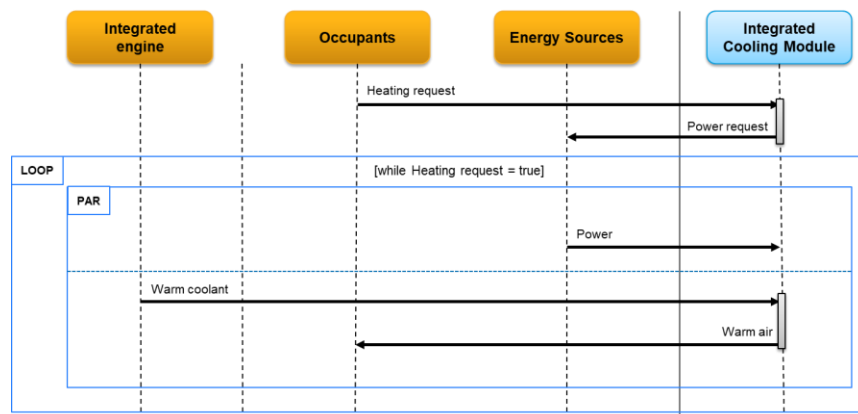 Integrated
engine
Occupants
Energy Sources
Integrated
Cooling Module
Heating request
Power request
LOOP
[while Heating request = true]
PAR
Power
Warm coolant
Warm air